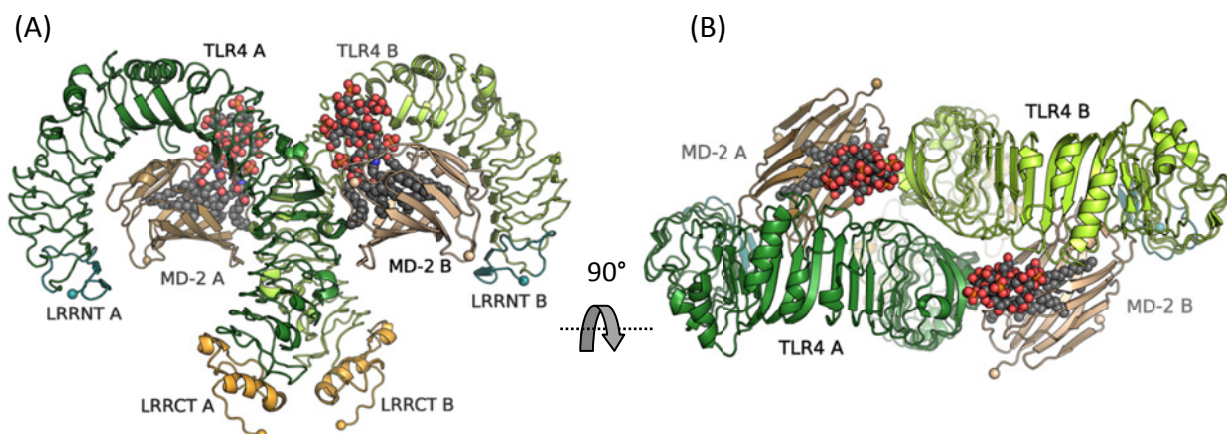 (A)
TLR4 A
TLR4 B
MD-2 A
MD-2 B
LRRNT A
LRRNT B
LRRCT A
LRRCT B
90°
(B)
TLR4 B
MD-2 A
MD-2 B
TLR4 A